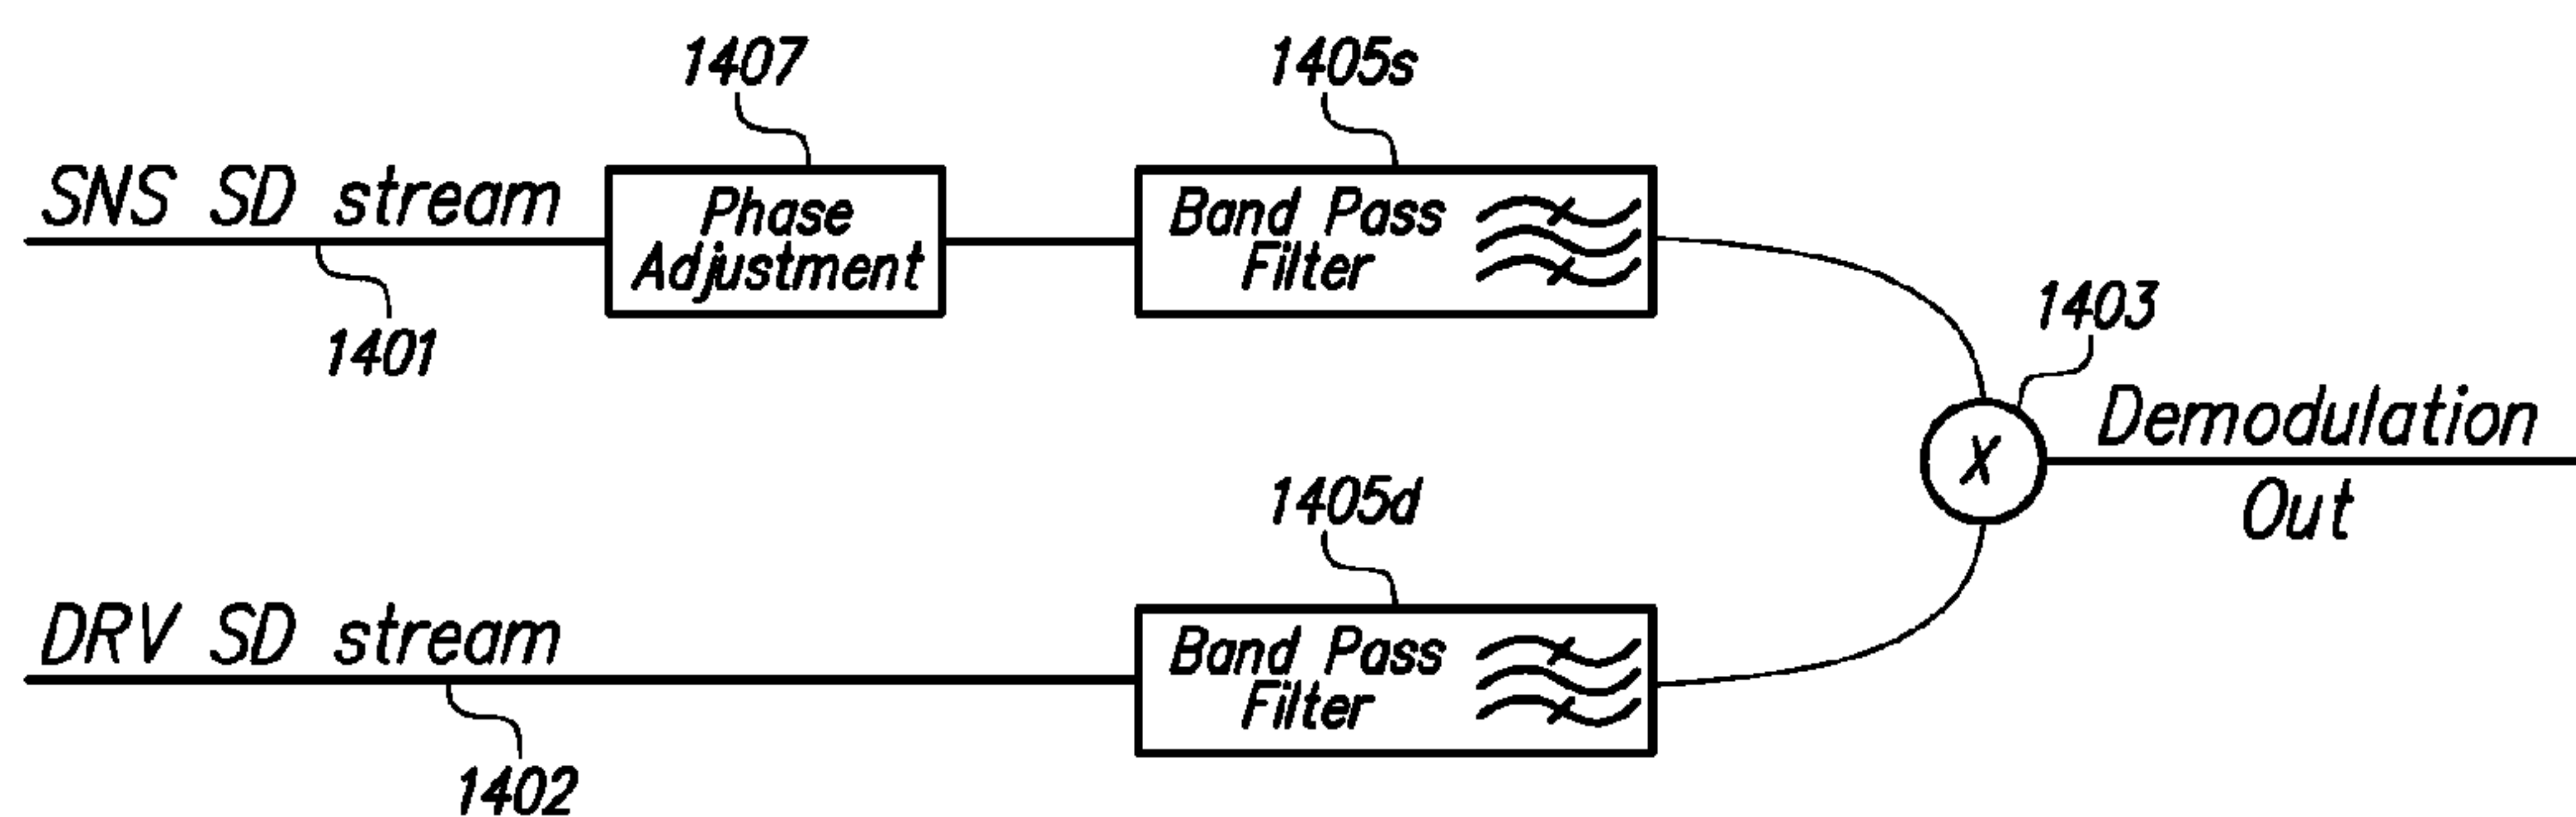 1407
1405s
SNS SD stream
Phase
Adjustment
Band Pass
Filter
1401
1403
X
Demodulation
Out
1405d
DRV SD stream
Band Pass
Filter
1402